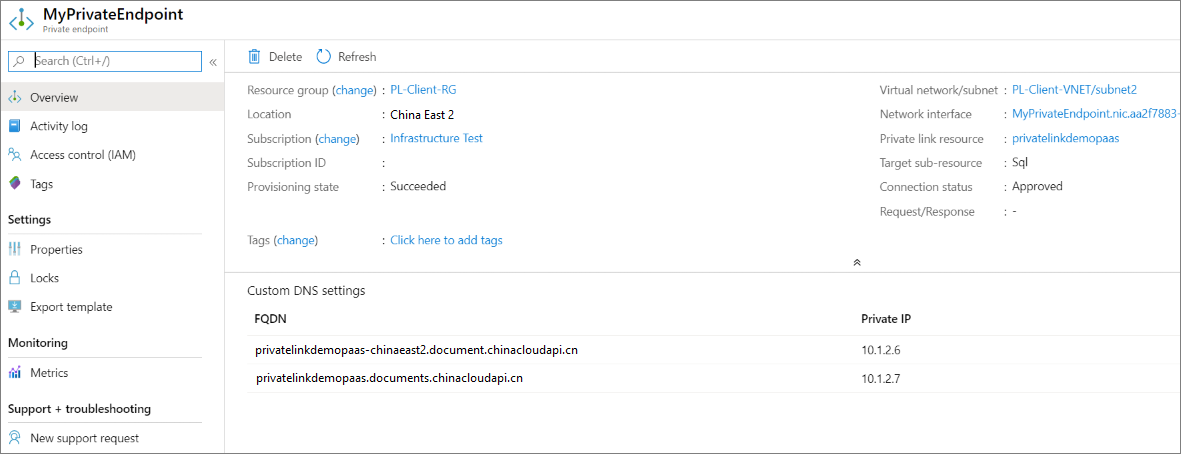 MyPrivateEndpoint
Private endpoint
Search (Ctrl+/)
«
Overview
Activity log
Access control (IAM)
Tags
Settings
Properties
Locks
Export template
Monitoring
Metrics
Support + troubleshooting
New support request
Delete Refresh
Resource group (change) : PL-Client-RG
Location : China East 2
Subscription (change) : Infrastructure Test
Subscription ID :
Provisioning state : Succeeded
Tags (change) : Click here to add tags
Virtual network/subnet : PL-Client-VNET/subnet2
Network interface : MyPrivateEndpoint.nic.aa2f7883-
Private link resource : privatelinkdemopaas
Target sub-resource : Sql
Connection status : Approved
Request/Response : -
Custom DNS settings
FQDN Private IP
privatelinkdemopaas-chinaeast2.document.chinacloudapi.cn 10.1.2.6
privatelinkdemopaas.documents.chinacloudapi.cn 10.1.2.7